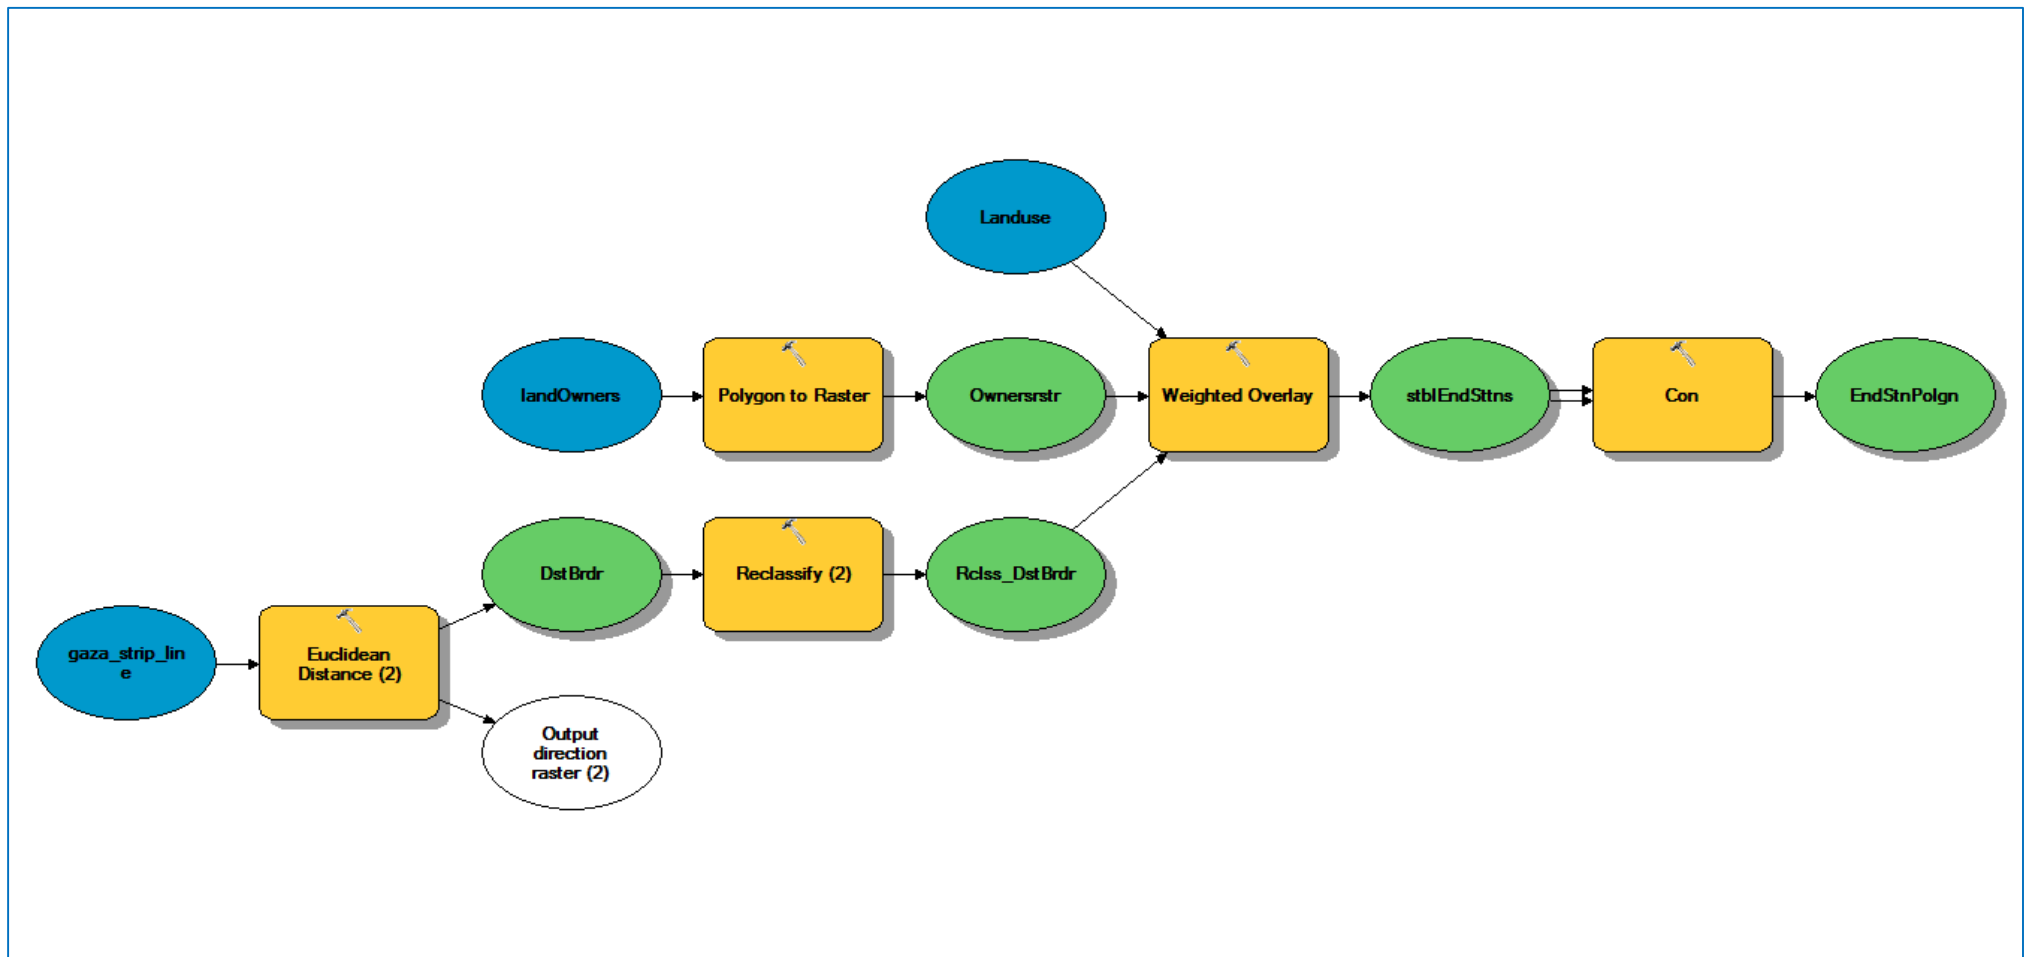 Landuse
landOwners
Polygon to Raster
Ownersrstr
Weighted Overlay
stblEndSttns
Con
EndStnPolgn
DstBrdr
Reclassify (2)
Rclss_DstBrdr
gaza_strip_lin
e
Euclidean
Distance (2)
Output
direction
raster (2)